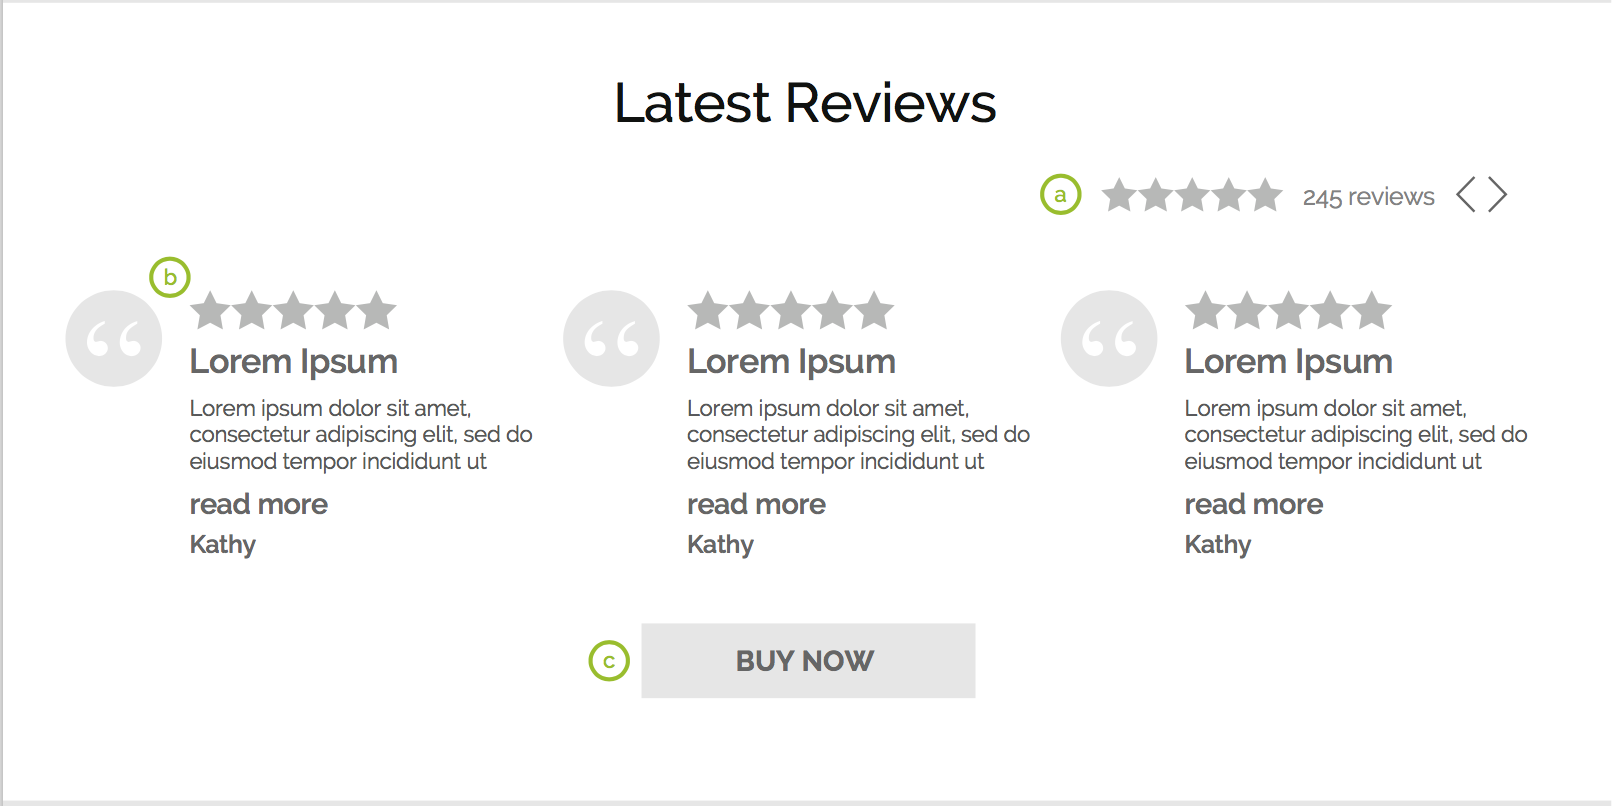 Latest Reviews
a 245 reviews
b
Lorem Ipsum
Lorem ipsum dolor sit amet,
consectetur adipiscing elit, sed do
eiusmod tempor incididunt ut
read more
Kathy
Lorem Ipsum
Lorem ipsum dolor sit amet,
consectetur adipiscing elit, sed do
eiusmod tempor incididunt ut
read more
Kathy
Lorem Ipsum
Lorem ipsum dolor sit amet,
consectetur adipiscing elit, sed do
eiusmod tempor incididunt ut
read more
Kathy
c BUY NOW